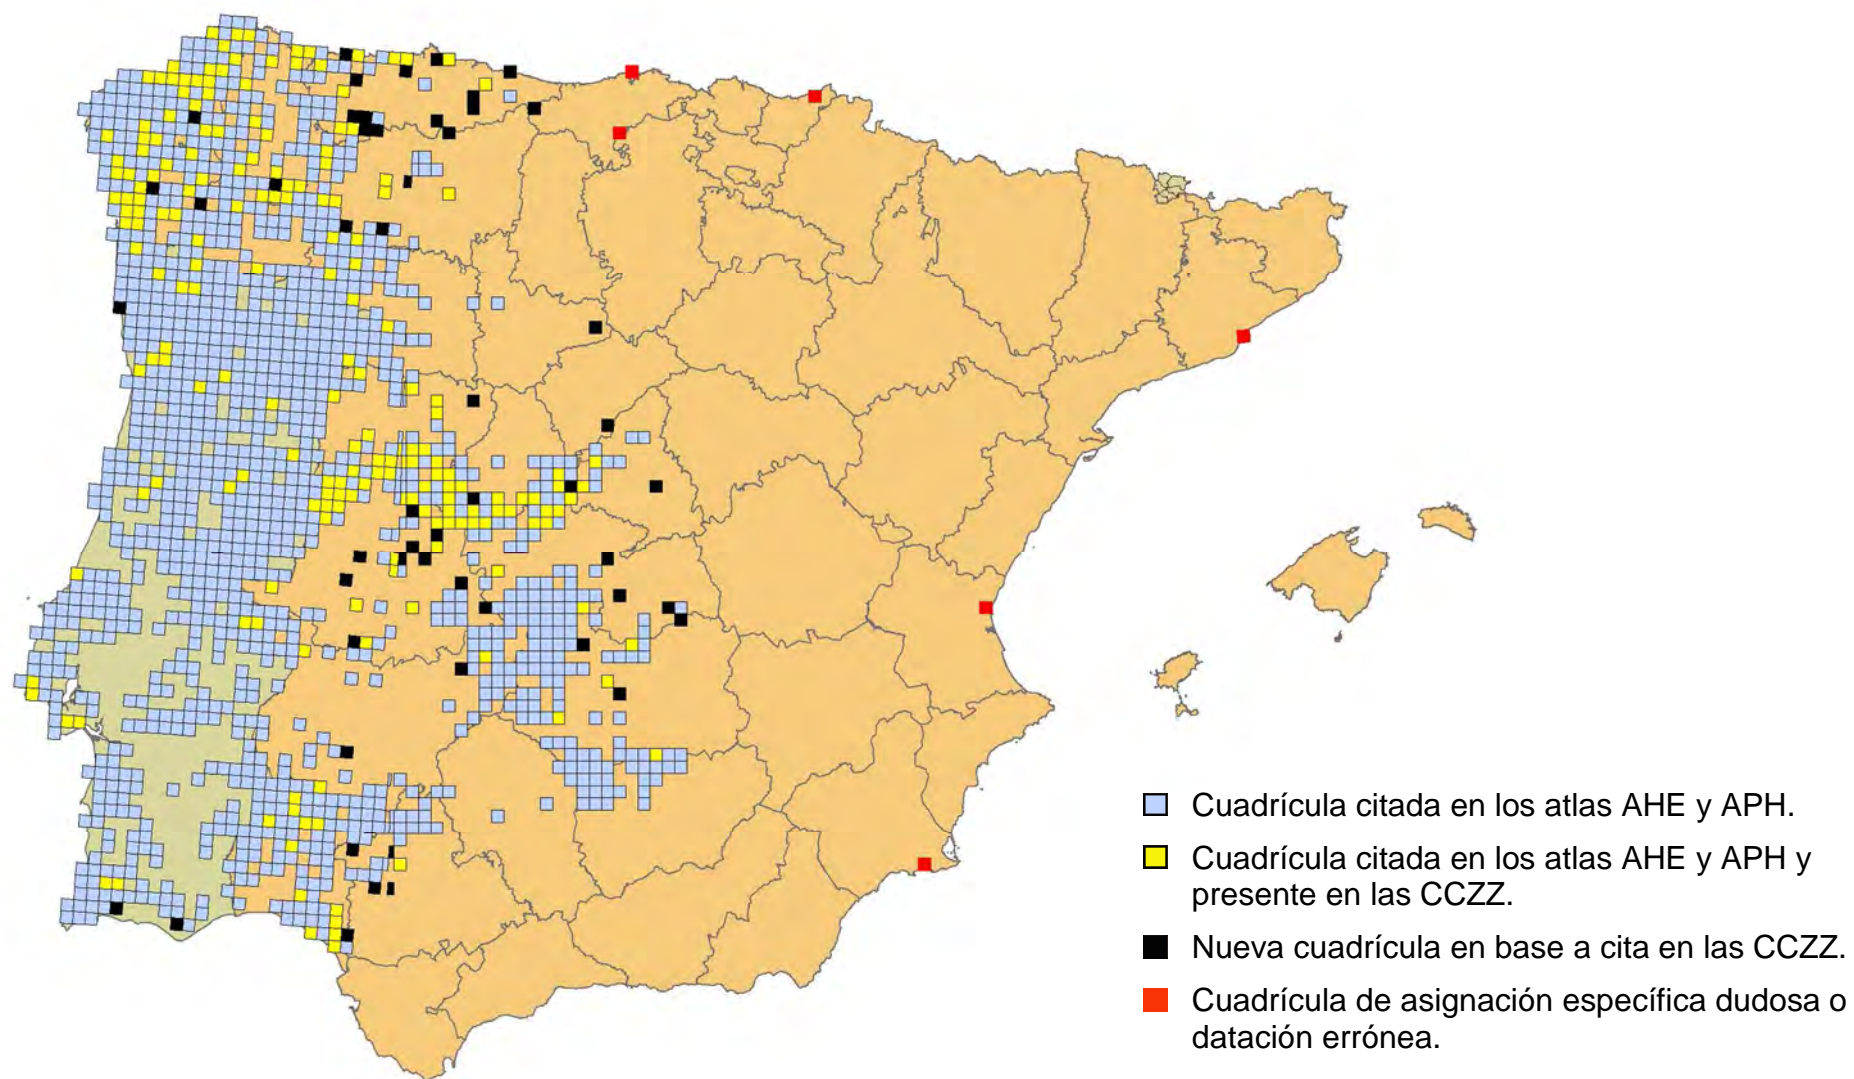 Cuadrícula citada en los atlas AHE y APH.
Cuadrícula citada en los atlas AHE y APH y
presente en las CCZZ.
Nueva cuadrícula en base a cita en las CCZZ.
Cuadrícula de asignación específica dudosa o
datación errónea.